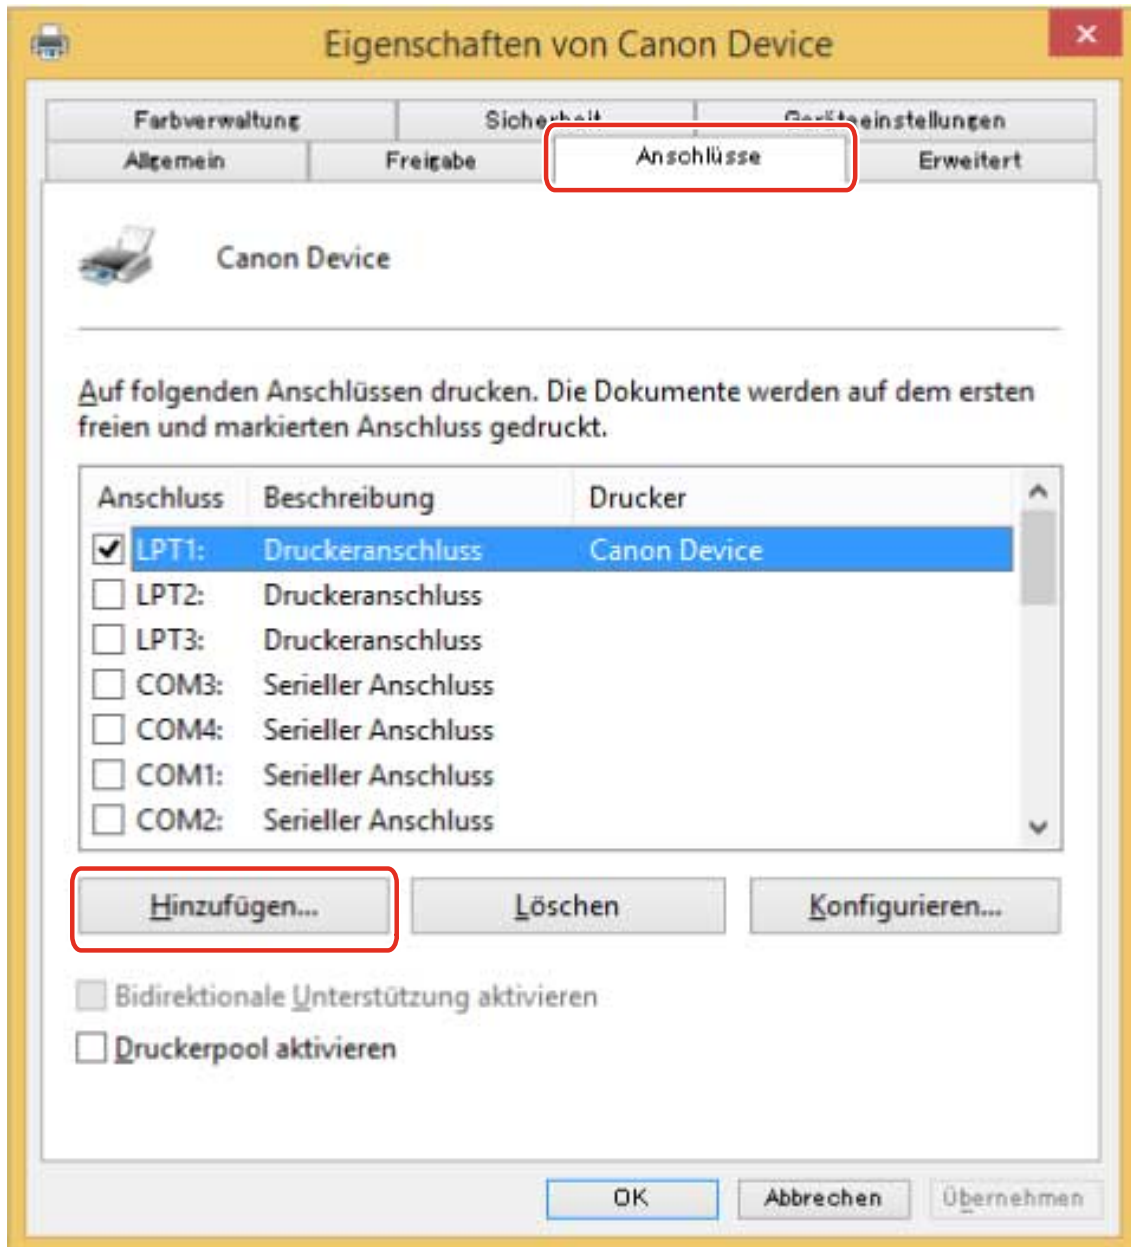 Eigenschaften von Canon Device
Farbverwaltung Sicherheit Geräteeinstellungen
Allgemein Freigabe Anschlüsse Erweitert
Canon Device
Auf folgenden Anschlüssen drucken. Die Dokumente werden auf dem ersten
freien und markierten Anschluss gedruckt.
Anschluss Beschreibung Drucker
LPT1: Druckeranschluss Canon Device
LPT2: Druckeranschluss
LPT3: Druckeranschluss
COM3: Serieller Anschluss
COM4: Serieller Anschluss
COM1: Serieller Anschluss
COM2: Serieller Anschluss
Hinzufügen... Löschen Konfigurieren...
Bidirektionale Unterstützung aktivieren
Druckerpool aktivieren
OK Abbrechen Übernehmen